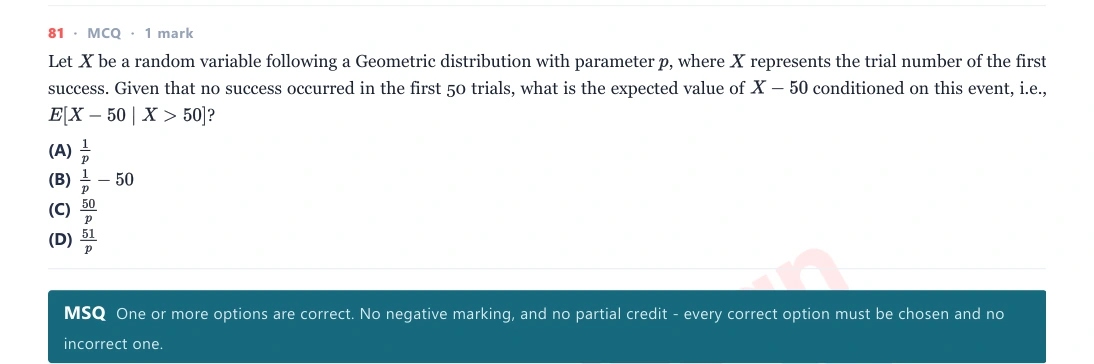 81 · MCQ · 1 mark
Let X be a random variable following a Geometric distribution with parameter p, where X represents the trial number of the first
success. Given that no success occurred in the first 50 trials, what is the expected value of X − 50 conditioned on this event, i.e.,
E[X − 50 | X > 50]?
(A) 1/p
(B) 1/p − 50
(C) 50/p
(D) 51/p
MSQ One or more options are correct. No negative marking, and no partial credit - every correct option must be chosen and no
incorrect one.